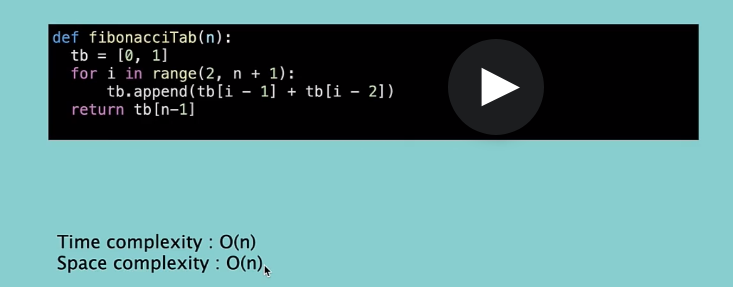 def fibonacciTab(n):
  tb = [0, 1]
  for i in range(2, n + 1):
      tb.append(tb[i - 1] + tb[i - 2])
  return tb[n-1]
Time complexity : O(n)
Space complexity : O(n)